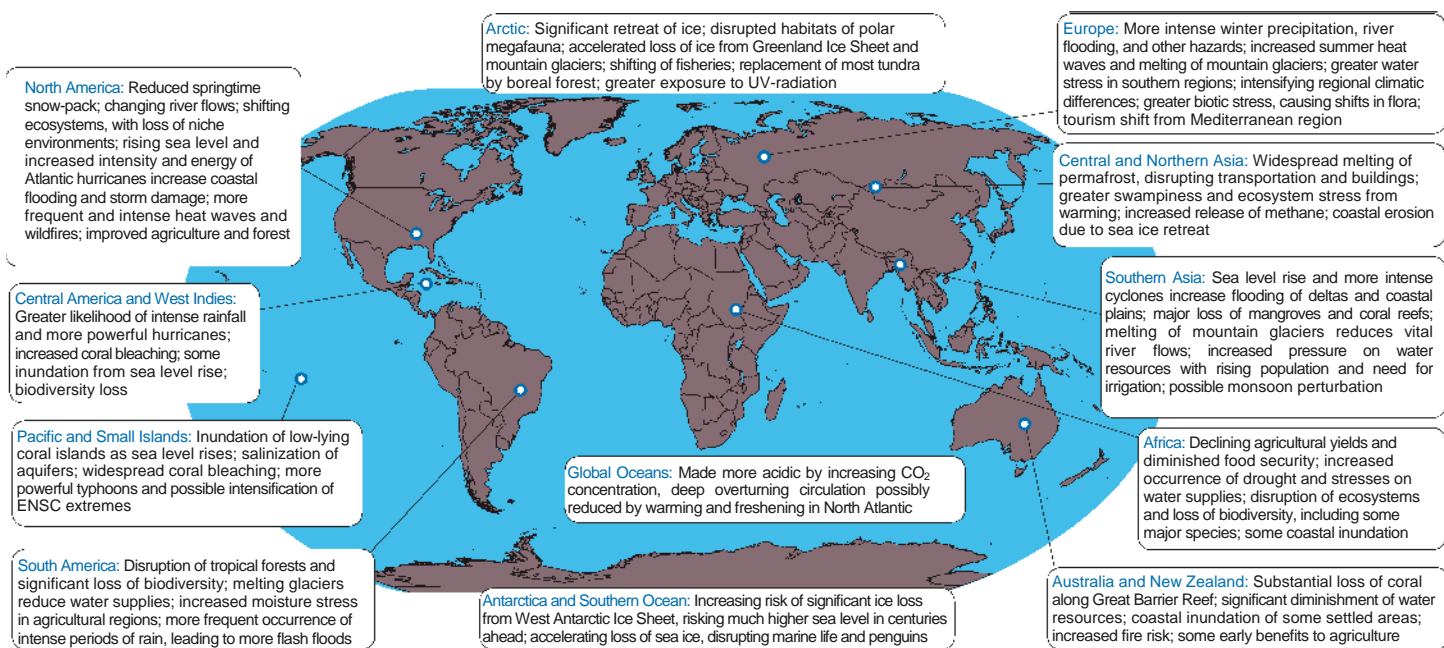 Arctic: Significant retreat of ice; disrupted habitats of polar
megafauna; accelerated loss of ice from Greenland Ice Sheet and
mountain glaciers; shifting of fisheries; replacement of most tundra
by boreal forest; greater exposure to UV-radiation
Europe: More intense winter precipitation, river
flooding, and other hazards; increased summer heat
waves and melting of mountain glaciers; greater water
stress in southern regions; intensifying regional climatic
differences; greater biotic stress, causing shifts in flora;
tourism shift from Mediterranean region
North America: Reduced springtime
snow-pack; changing river flows; shifting
ecosystems, with loss of niche
environments; rising sea level and
increased intensity and energy of
Atlantic hurricanes increase coastal
flooding and storm damage; more
frequent and intense heat waves and
wildfires; improved agriculture and forest
Central and Northern Asia: Widespread melting of
permafrost, disrupting transportation and buildings;
greater swampiness and ecosystem stress from
warming; increased release of methane; coastal erosion
due to sea ice retreat
Southern Asia: Sea level rise and more intense
cyclones increase flooding of deltas and coastal
plains; major loss of mangroves and coral reefs;
melting of mountain glaciers reduces vital
river flows; increased pressure on water
resources with rising population and need for
irrigation; possible monsoon perturbation
Central America and West Indies:
Greater likelihood of intense rainfall
and more powerful hurricanes;
increased coral bleaching; some
inundation from sea level rise;
biodiversity loss
Pacific and Small Islands: Inundation of low-lying
coral islands as sea level rises; salinization of
aquifers; widespread coral bleaching; more
powerful typhoons and possible intensification of
ENSC extremes
Global Oceans: Made more acidic by increasing CO₂
concentration, deep overturning circulation possibly
reduced by warming and freshening in North Atlantic
Africa: Declining agricultural yields and
diminished food security; increased
occurrence of drought and stresses on
water supplies; disruption of ecosystems
and loss of biodiversity, including some
major species; some coastal inundation
South America: Disruption of tropical forests and
significant loss of biodiversity; melting glaciers
reduce water supplies; increased moisture stress
in agricultural regions; more frequent occurrence of
intense periods of rain, leading to more flash floods
Antarctica and Southern Ocean: Increasing risk of significant ice loss
from West Antarctic Ice Sheet, risking much higher sea level in centuries
ahead; accelerating loss of sea ice, disrupting marine life and penguins
Australia and New Zealand: Substantial loss of coral
along Great Barrier Reef; significant diminishment of water
resources; coastal inundation of some settled areas;
increased fire risk; some early benefits to agriculture